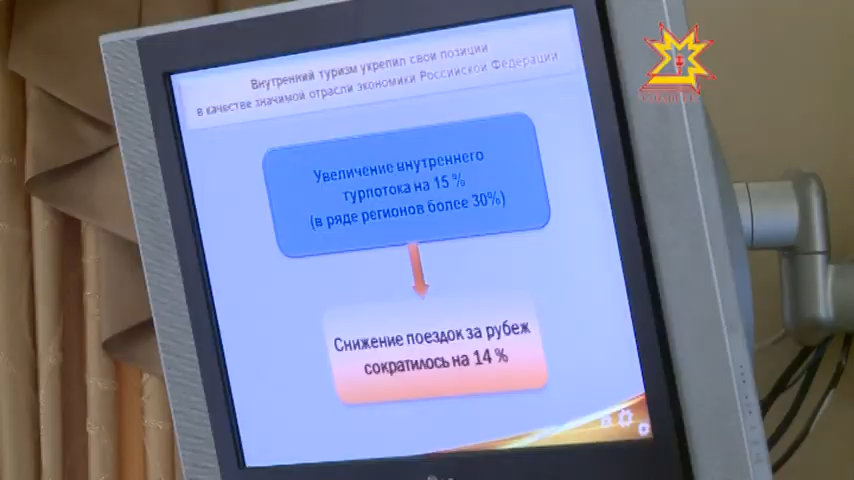 Внутренний туризм укрепил свои позиции
в качестве значимой отрасли экономики Российской Федерации
Увеличение внутреннего
турпотока на 15 %
(в ряде регионов более 30%)
Снижение поездок за рубеж
сократилось на 14 %